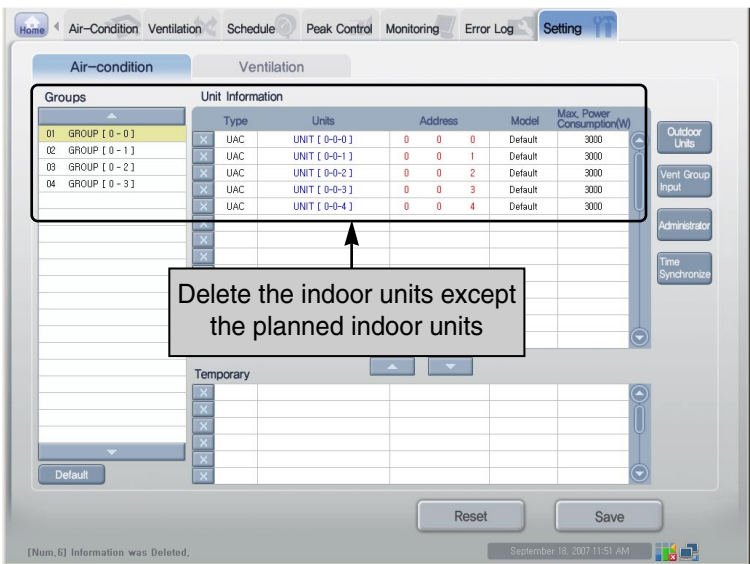 Home Air-Condition Ventilation Schedule Peak Control Monitoring Error Log Setting
Air-condition Ventilation
Groups
01 GROUP [ 0 - 0 ]
02 GROUP [ 0 - 1 ]
03 GROUP [ 0 - 2 ]
04 GROUP [ 0 - 3 ]
Default
Unit Information
Type Units Address Model Max, Power Consumption(W)
X UAC UNIT [ 0-0-0 ] 0 0 0 Default 3000
X UAC UNIT [ 0-0-1 ] 0 0 1 Default 3000
X UAC UNIT [ 0-0-2 ] 0 0 2 Default 3000
X UAC UNIT [ 0-0-3 ] 0 0 3 Default 3000
X UAC UNIT [ 0-0-4 ] 0 0 4 Default 3000
X
X
X
Delete the indoor units except
the planned indoor units
Temporary
X
X
X
X
X
X
Outdoor
Units
Vent Group
Input
Administrator
Time
Synchronize
Reset Save
[Num,6] Information was Deleted,
September 18, 2007 11:51 AM